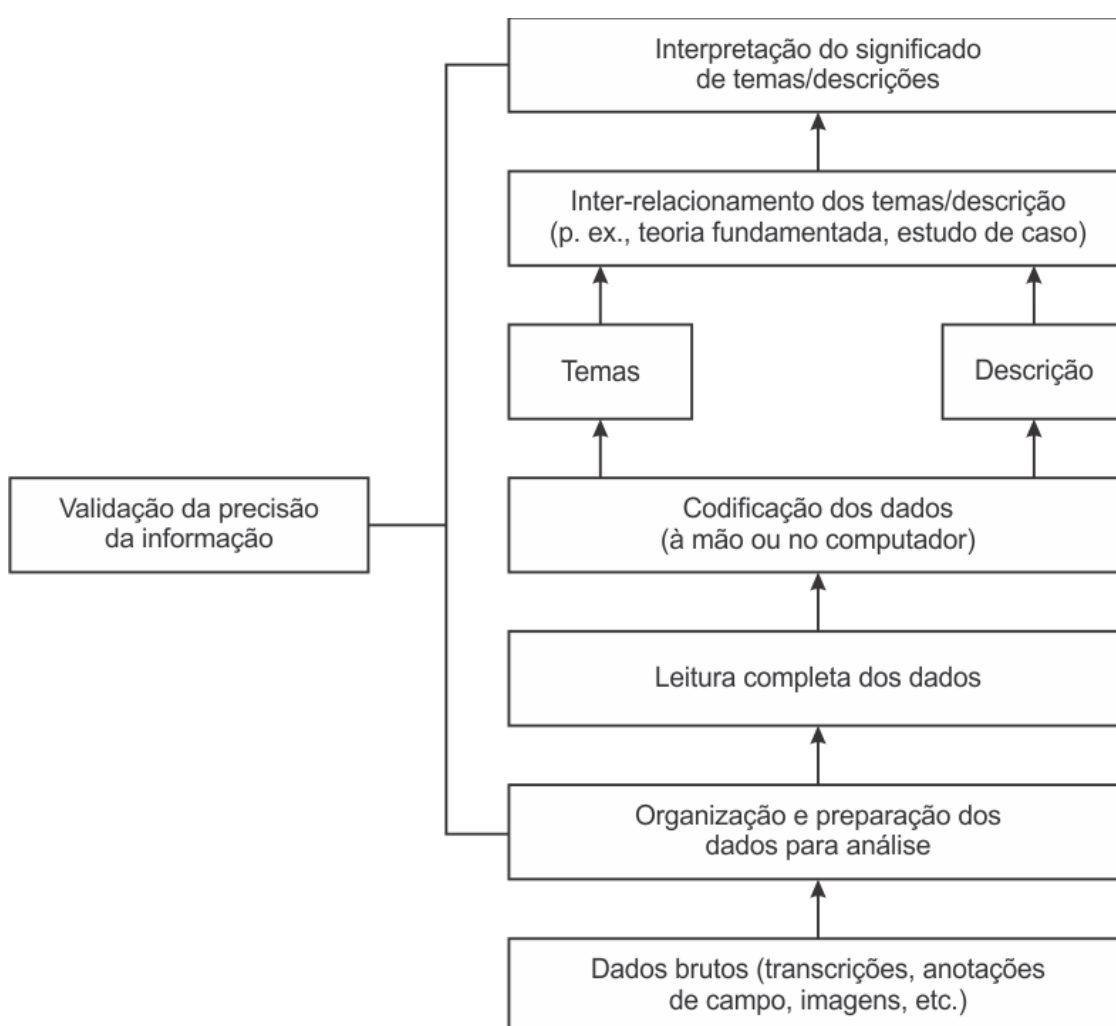 Interpretação do significado
de temas/descrições
Inter-relacionamento dos temas/descrição
(p. ex., teoria fundamentada, estudo de caso)
Temas
Descrição
Validação da precisão
da informação
Codificação dos dados
(à mão ou no computador)
Leitura completa dos dados
Organização e preparação dos
dados para análise
Dados brutos (transcrições, anotações
de campo, imagens, etc.)